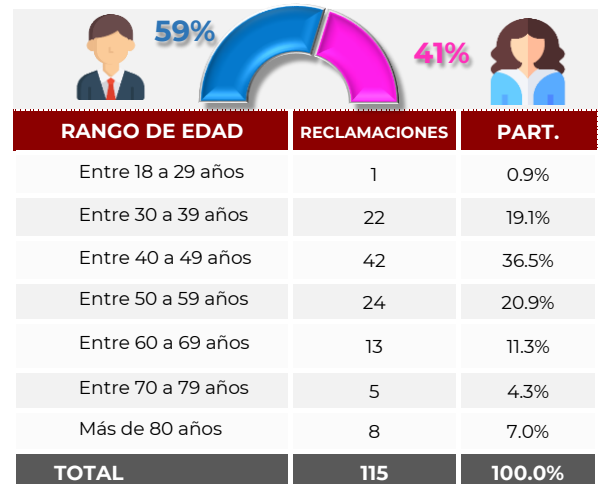 59%
41%
RANGO DE EDAD RECLAMACIONES PART.
Entre 18 a 29 años 1 0.9%
Entre 30 a 39 años 22 19.1%
Entre 40 a 49 años 42 36.5%
Entre 50 a 59 años 24 20.9%
Entre 60 a 69 años 13 11.3%
Entre 70 a 79 años 5 4.3%
Más de 80 años 8 7.0%
TOTAL 115 100.0%